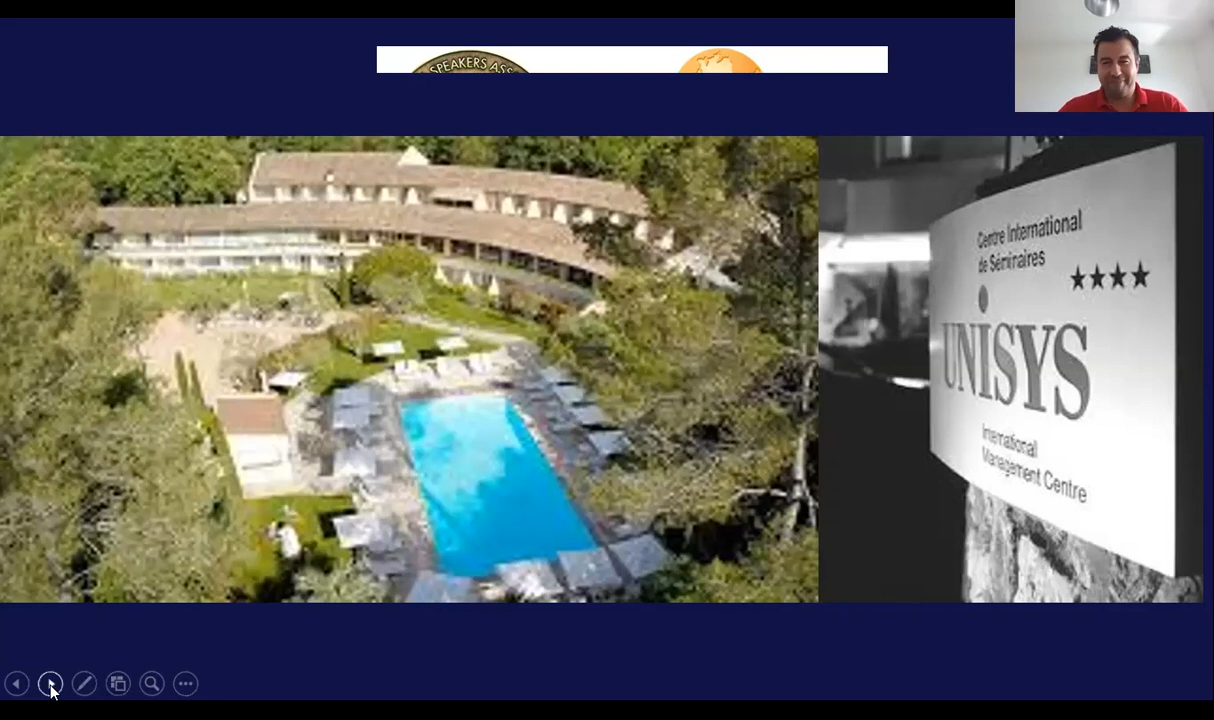 SPEAKERS ASS
Centre International
de Séminaires
★★★★
UNISYS
International
Management Centre